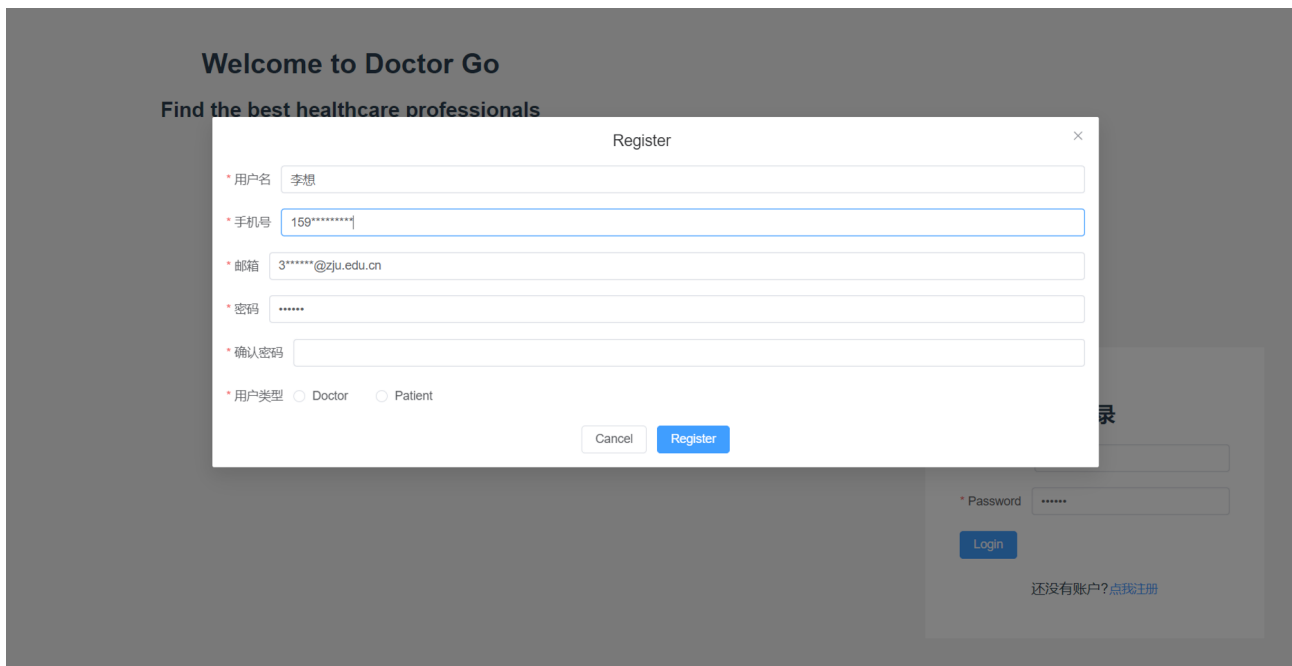 Welcome to Doctor Go
Find the best healthcare professionals
Register
* 用户名 李想
* 手机号 159*********
* 邮箱 3******@zju.edu.cn
* 密码 ••••••
* 确认密码
* 用户类型 Doctor Patient
Cancel Register
录
* Password ••••••
Login
还没有账户?点我注册